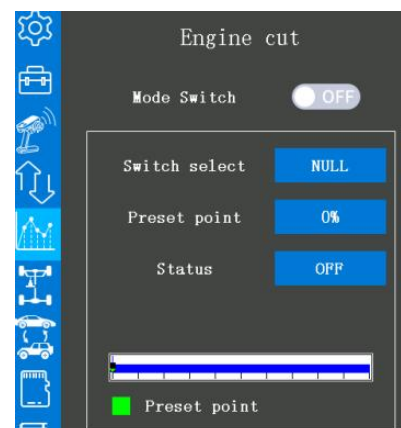 Engine cut
Mode Switch OFF
Switch select NULL
Preset point 0%
Status OFF
Preset point